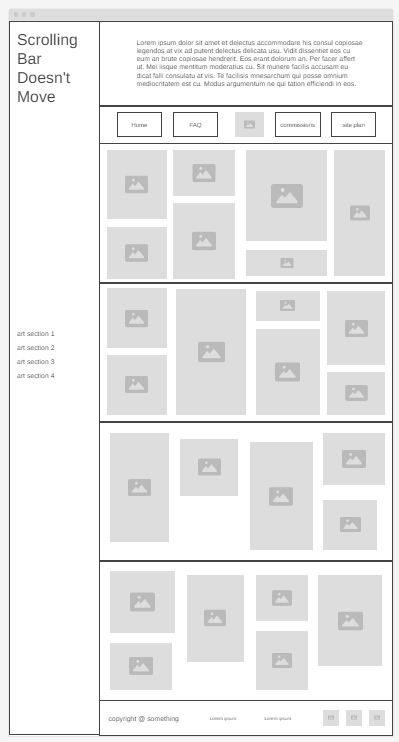 Scrolling
Bar
Doesn't
Move
Lorem ipsum dolor sit amet et delectus accommodare his consul copiosae
legendos at vix ad putent delectus delicata usu. Vidit dissentiet eos cu
eum an brute copiosae hendrerit. Eos erant dolorum an. Per facer affert
ut. Mei iisque mentitum moderatius cu. Sit munere facilis accusam eu
dicat falli consulatu at vis. Te facilisis mnesarchum qui posse omnium
mediocritatem est cu. Modus argumentum ne qui tation efficiendi in eos.
Home
FAQ
commissions
site plan
art section 1
art section 2
art section 3
art section 4
copyright @ something
Lorem ipsum
Lorem ipsum